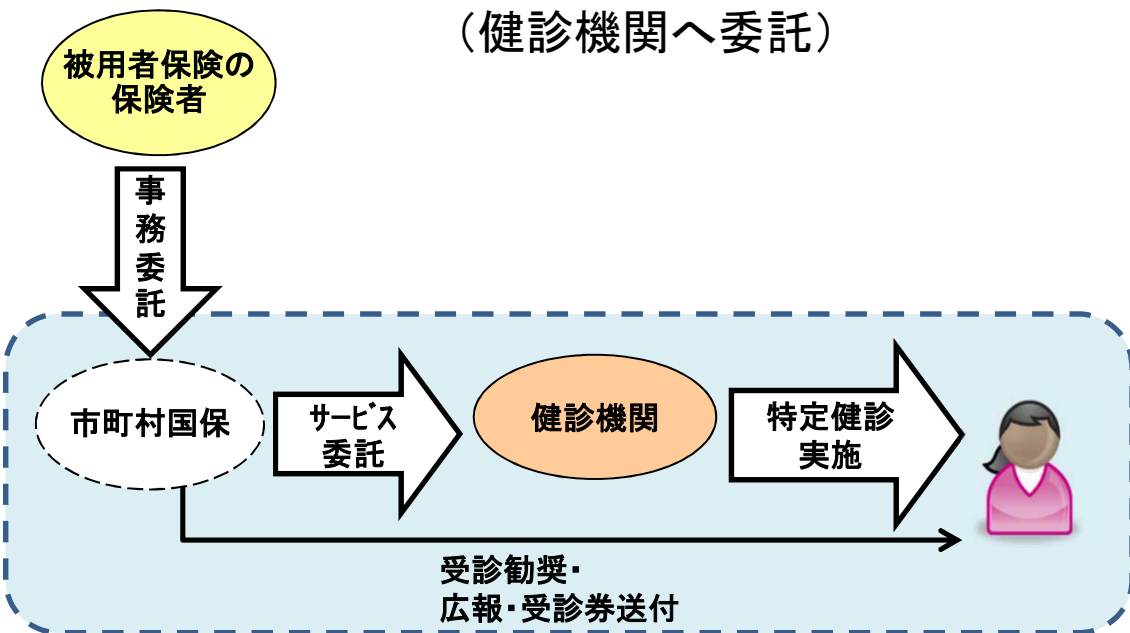 （健診機関へ委託）
被用者保険の
保険者
事務委託
市町村国保
ｻｰﾋﾞｽ
委託
健診機関
特定健診
実施
受診勧奨・
広報・受診券送付